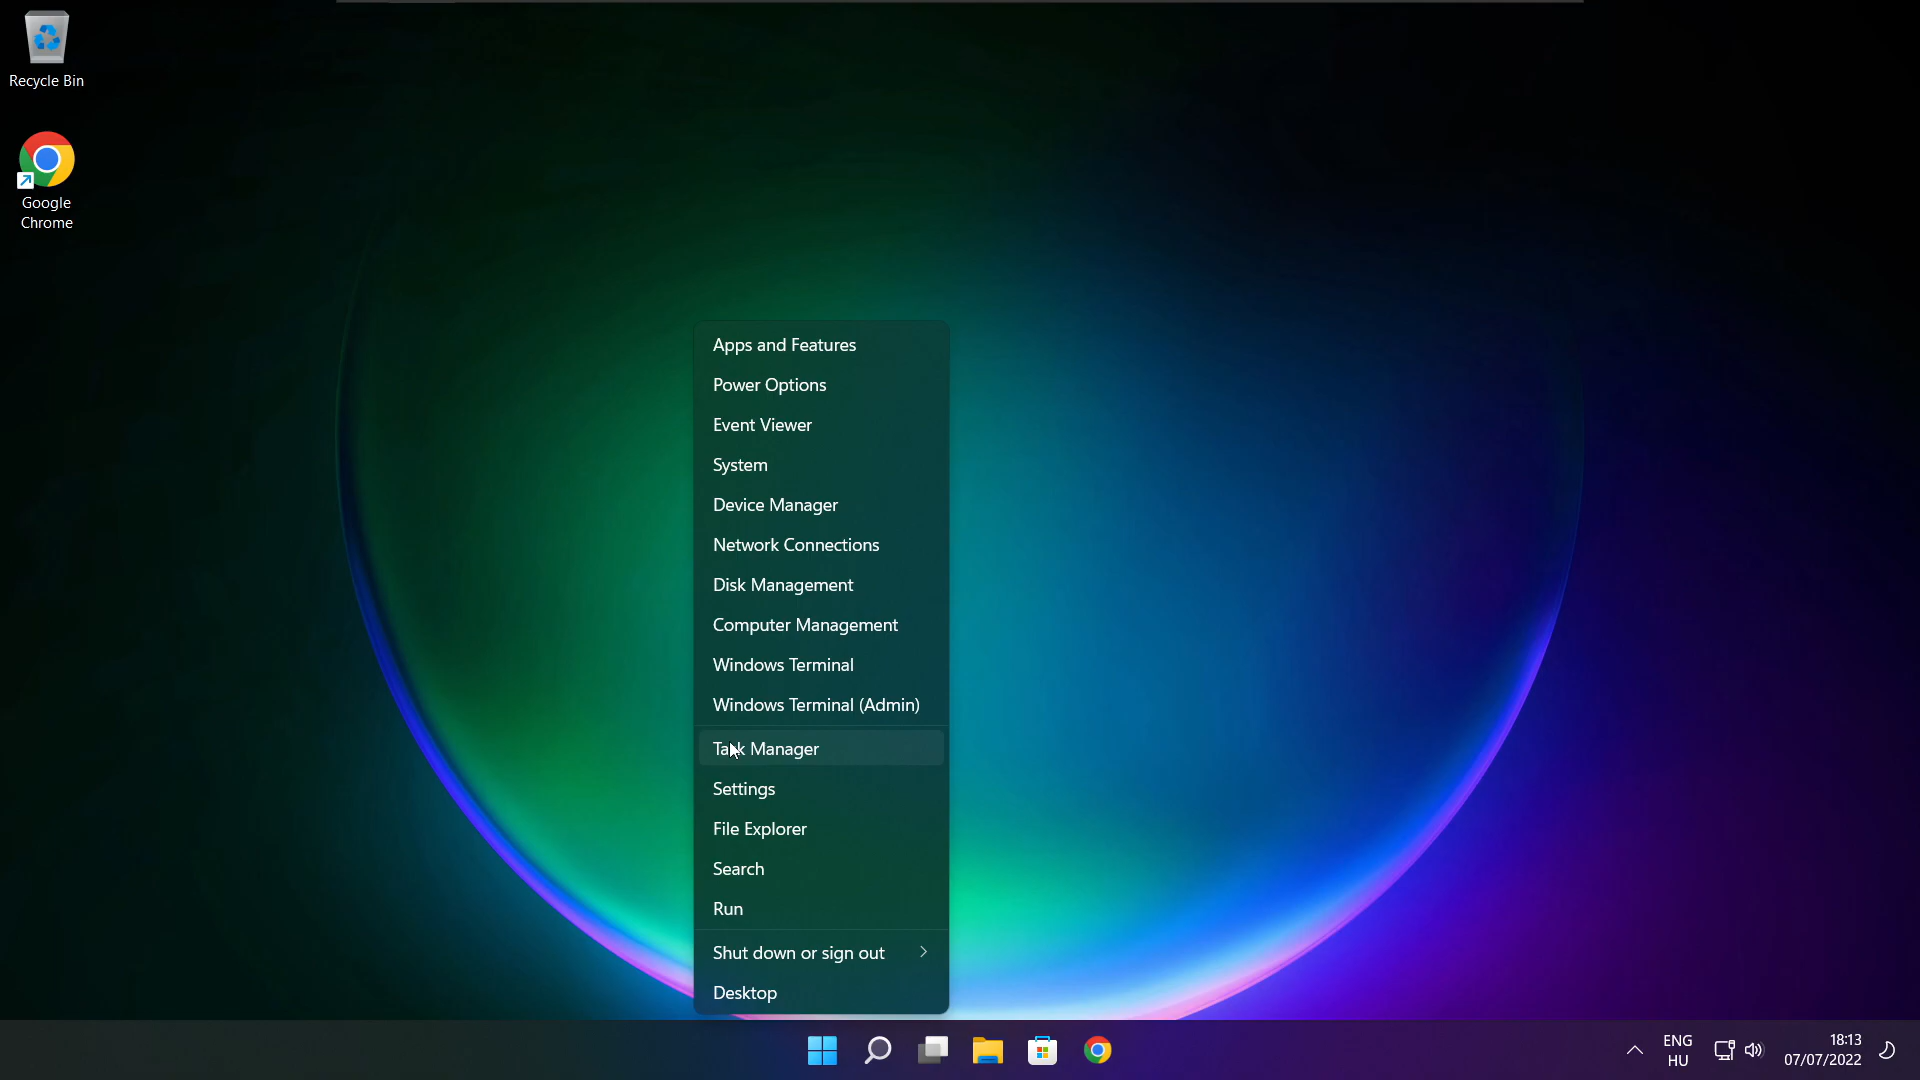 Recycle Bin
Google
Chrome
Apps and Features
Power Options
Event Viewer
System
Device Manager
Network Connections
Disk Management
Computer Management
Windows Terminal
Windows Terminal (Admin)
Task Manager
Settings
File Explorer
Search
Run
Shut down or sign out
Desktop
ENG
HU
18:13
07/07/2022